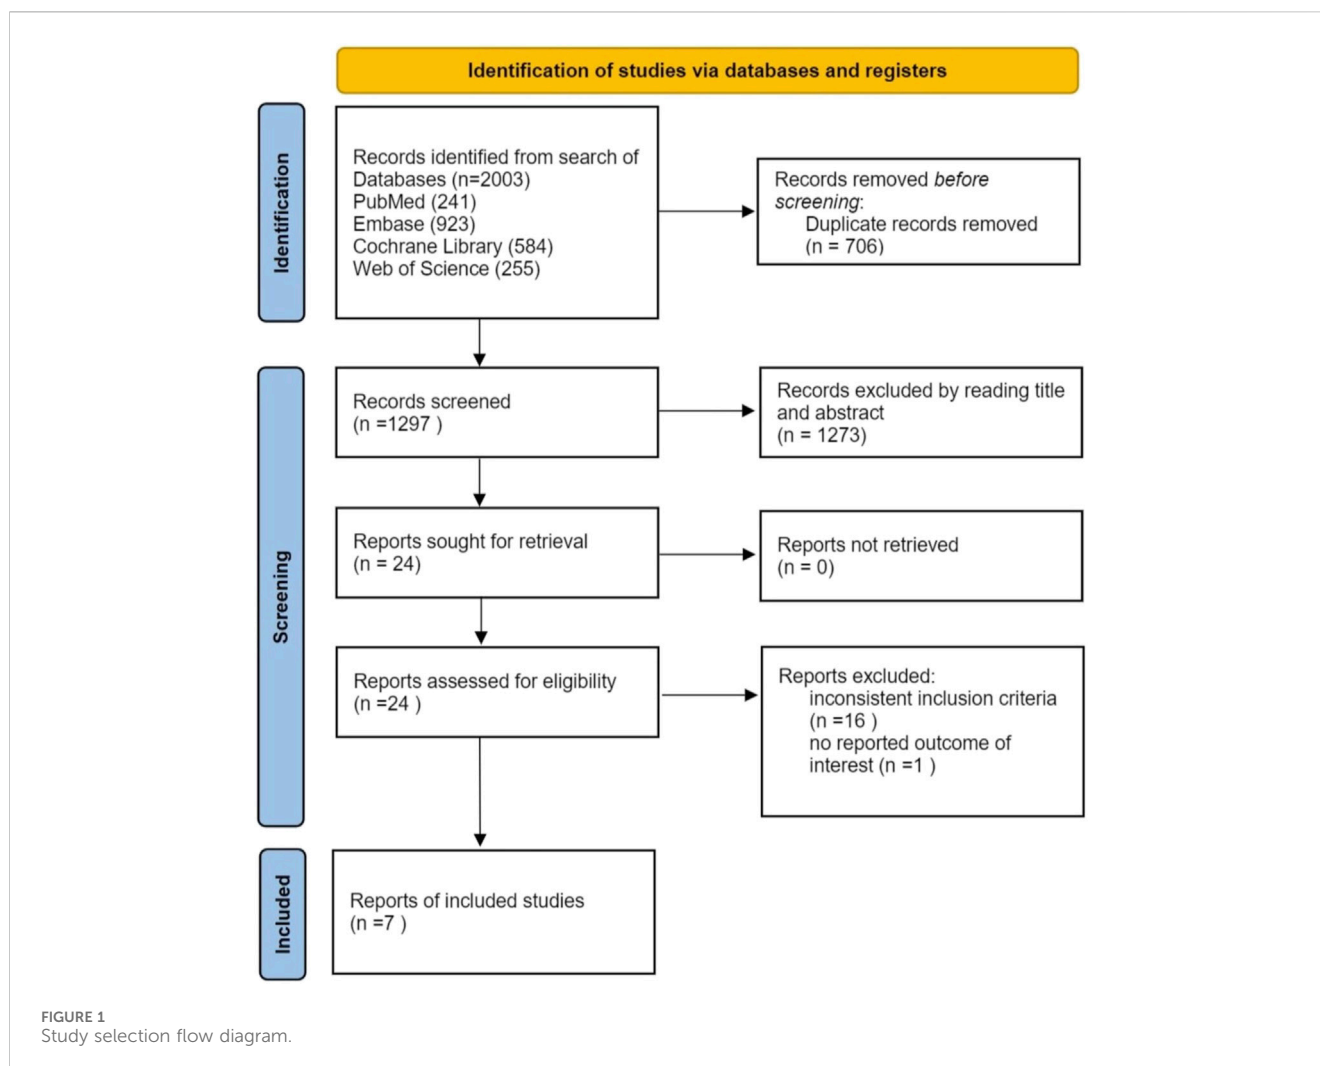 Identification of studies via databases and registers
Identification
Records identified from search of
Databases (n=2003)
PubMed (241)
Embase (923)
Cochrane Library (584)
Web of Science (255)
Records removed before
screening:
Duplicate records removed
(n = 706)
Screening
Records screened
(n =1297 )
Records excluded by reading title
and abstract
(n = 1273)
Reports sought for retrieval
(n = 24)
Reports not retrieved
(n = 0)
Reports assessed for eligibility
(n =24 )
Reports excluded:
inconsistent inclusion criteria
(n =16 )
no reported outcome of
interest (n =1 )
Included
Reports of included studies
(n =7 )
FIGURE 1
Study selection flow diagram.